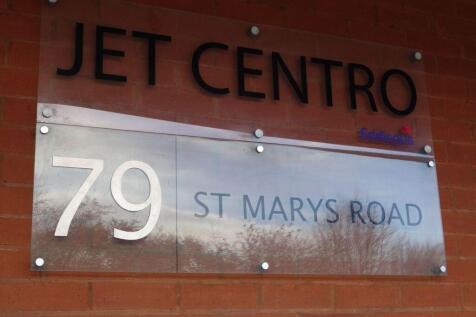 JET CENTRO
79 ST MARYS ROAD